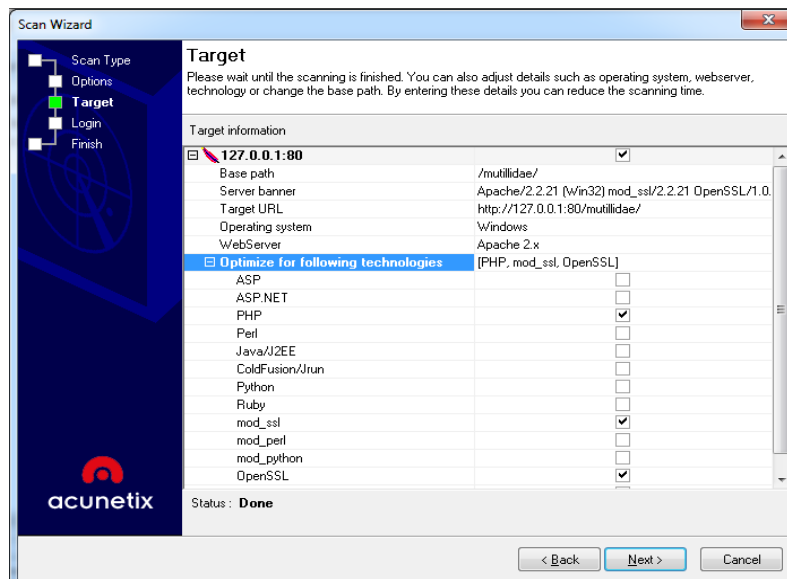 Scan Wizard
Scan Type
Options
Target
Login
Finish
acunetix
Target
Please wait until the scanning is finished. You can also adjust details such as operating system, webserver,
technology or change the base path. By entering these details you can reduce the scanning time.
Target information
127.0.0.1:80
Base path /mutillidae/
Server banner Apache/2.2.21 (Win32) mod_ssl/2.2.21 OpenSSL/1.0.
Target URL http://127.0.0.1:80/mutillidae/
Operating system Windows
WebServer Apache 2.x
Optimize for following technologies [PHP, mod_ssl, OpenSSL]
ASP
ASP.NET
PHP
Perl
Java/J2EE
ColdFusion/Jrun
Python
Ruby
mod_ssl
mod_perl
mod_python
OpenSSL
Status : Done
< Back Next > Cancel